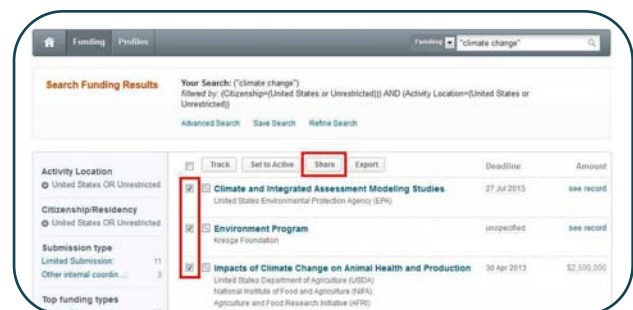 Funding Profiles
Funding "climate change"
Search Funding Results
Your Search: ("climate change")
filtered by: (Citizenship=(United States or Unrestricted))) AND (Activity Location=(United States or
Unrestricted))
Advanced Search Save Search Refine Search
Activity Location
United States OR Unrestricted
Citizenship/Residency
United States OR Unrestricted
Submission type
Limited Submission: 11
Other internal coordin...: 3
Top funding types
Track Set to Active Share Export Deadline Amount
Climate and Integrated Assessment Modeling Studies 27 Jul 2013 see record
United States Environmental Protection Agency (EPA)
Environment Program unspecified see record
Kresge Foundation
Impacts of Climate Change on Animal Health and Production 30 Apr 2013 $2,500,000
United States Department of Agriculture (USDA)
National Institute of Food and Agriculture (NIFA)
Agriculture and Food Research Initiative (AFRI)